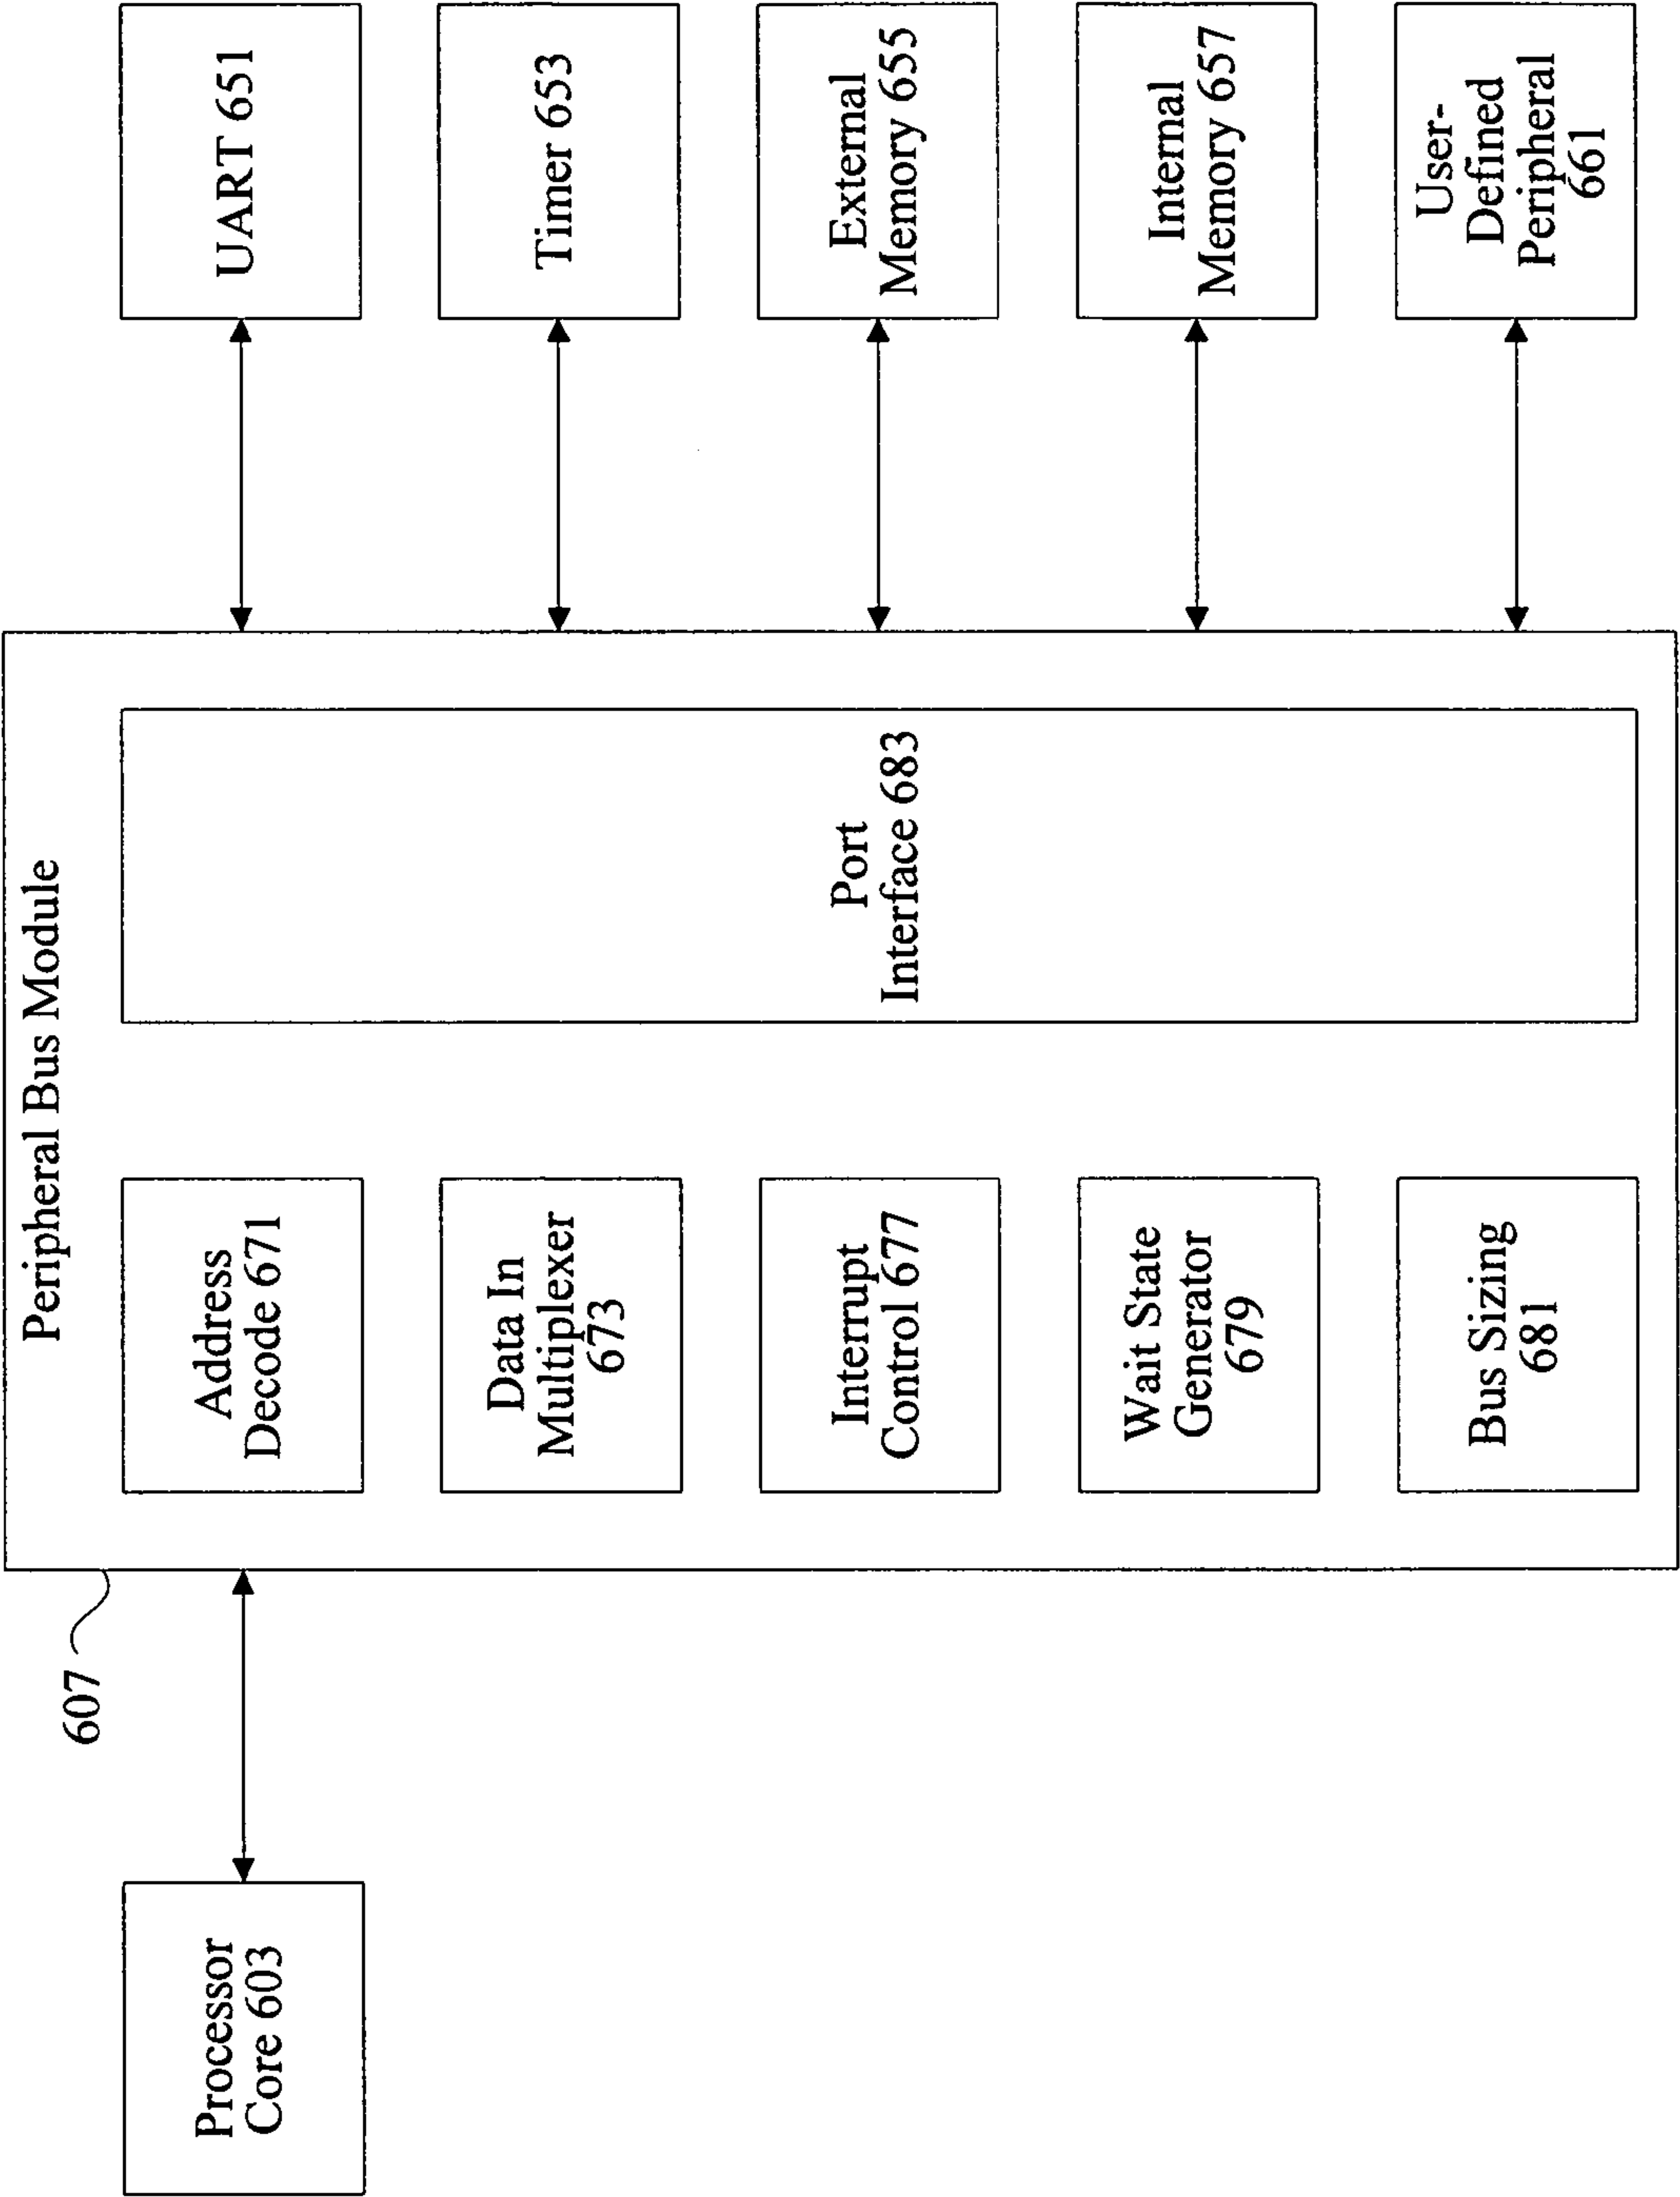 Peripheral Bus Module
607
Processor
Core 603
Address
Decode 671
Data In
Multiplexer
673
Interrupt
Control 677
Wait State
Generator
679
Bus Sizing
681
Port
Interface 683
UART 651
Timer 653
External
Memory 655
Internal
Memory 657
User-
Defined
Peripheral
661